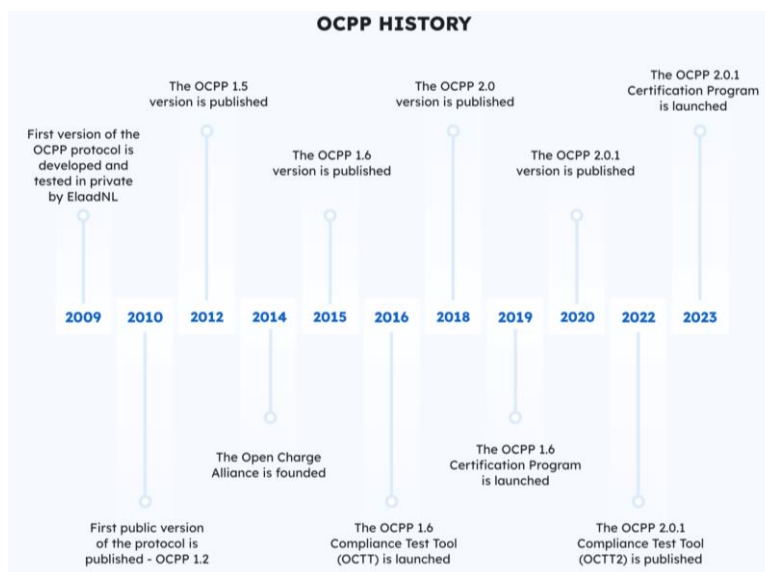 OCPP HISTORY
The OCPP 2.0.1
Certification Program
is launched
The OCPP 1.5
version is published
The OCPP 2.0
version is published
First version of the
OCPP protocol is
developed and
tested in private
by ElaadNL
The OCPP 1.6
version is published
The OCPP 2.0.1
version is published
2009 2010 2012 2014 2015 2016 2018 2019 2020 2022 2023
The Open Charge
Alliance is founded
The OCPP 1.6
Certification Program
is launched
First public version
of the protocol is
published - OCPP 1.2
The OCPP 1.6
Compliance Test Tool
(OCTT) is launched
The OCPP 2.0.1
Compliance Test Tool
(OCTT2) is published